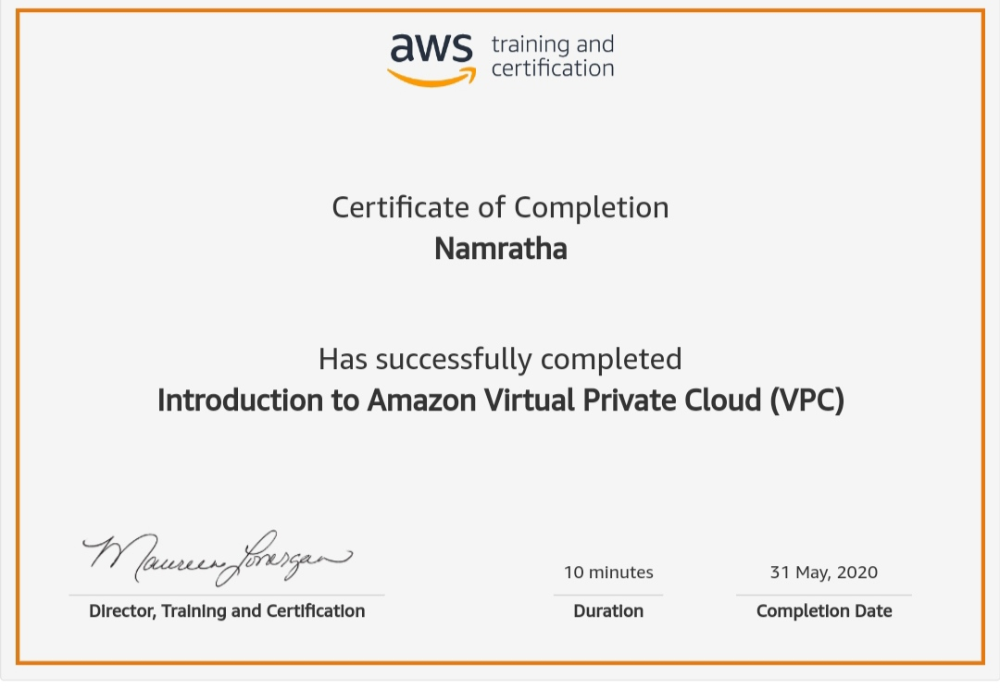 aws training and
certification
Certificate of Completion
Namratha
Has successfully completed
Introduction to Amazon Virtual Private Cloud (VPC)
Maureen Lonergan
Director, Training and Certification
10 minutes
Duration
31 May, 2020
Completion Date